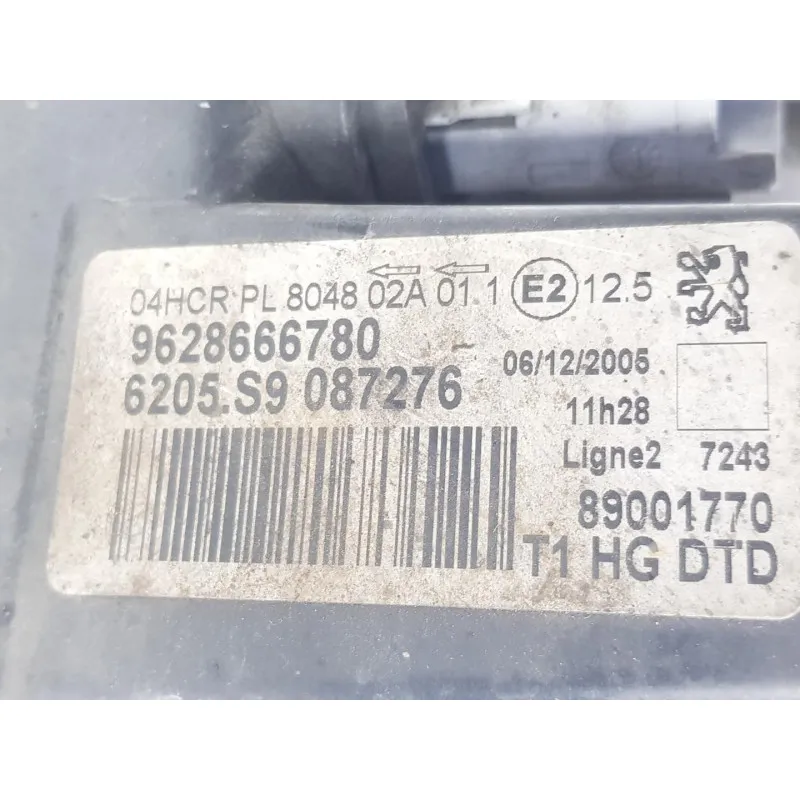 04HCR PL 8048 02A 01.1 E2 12.5
9628666780
06/12/2005
6205.S9 087276
11h28
Ligne2 7243
89001770
T1 HG DTD